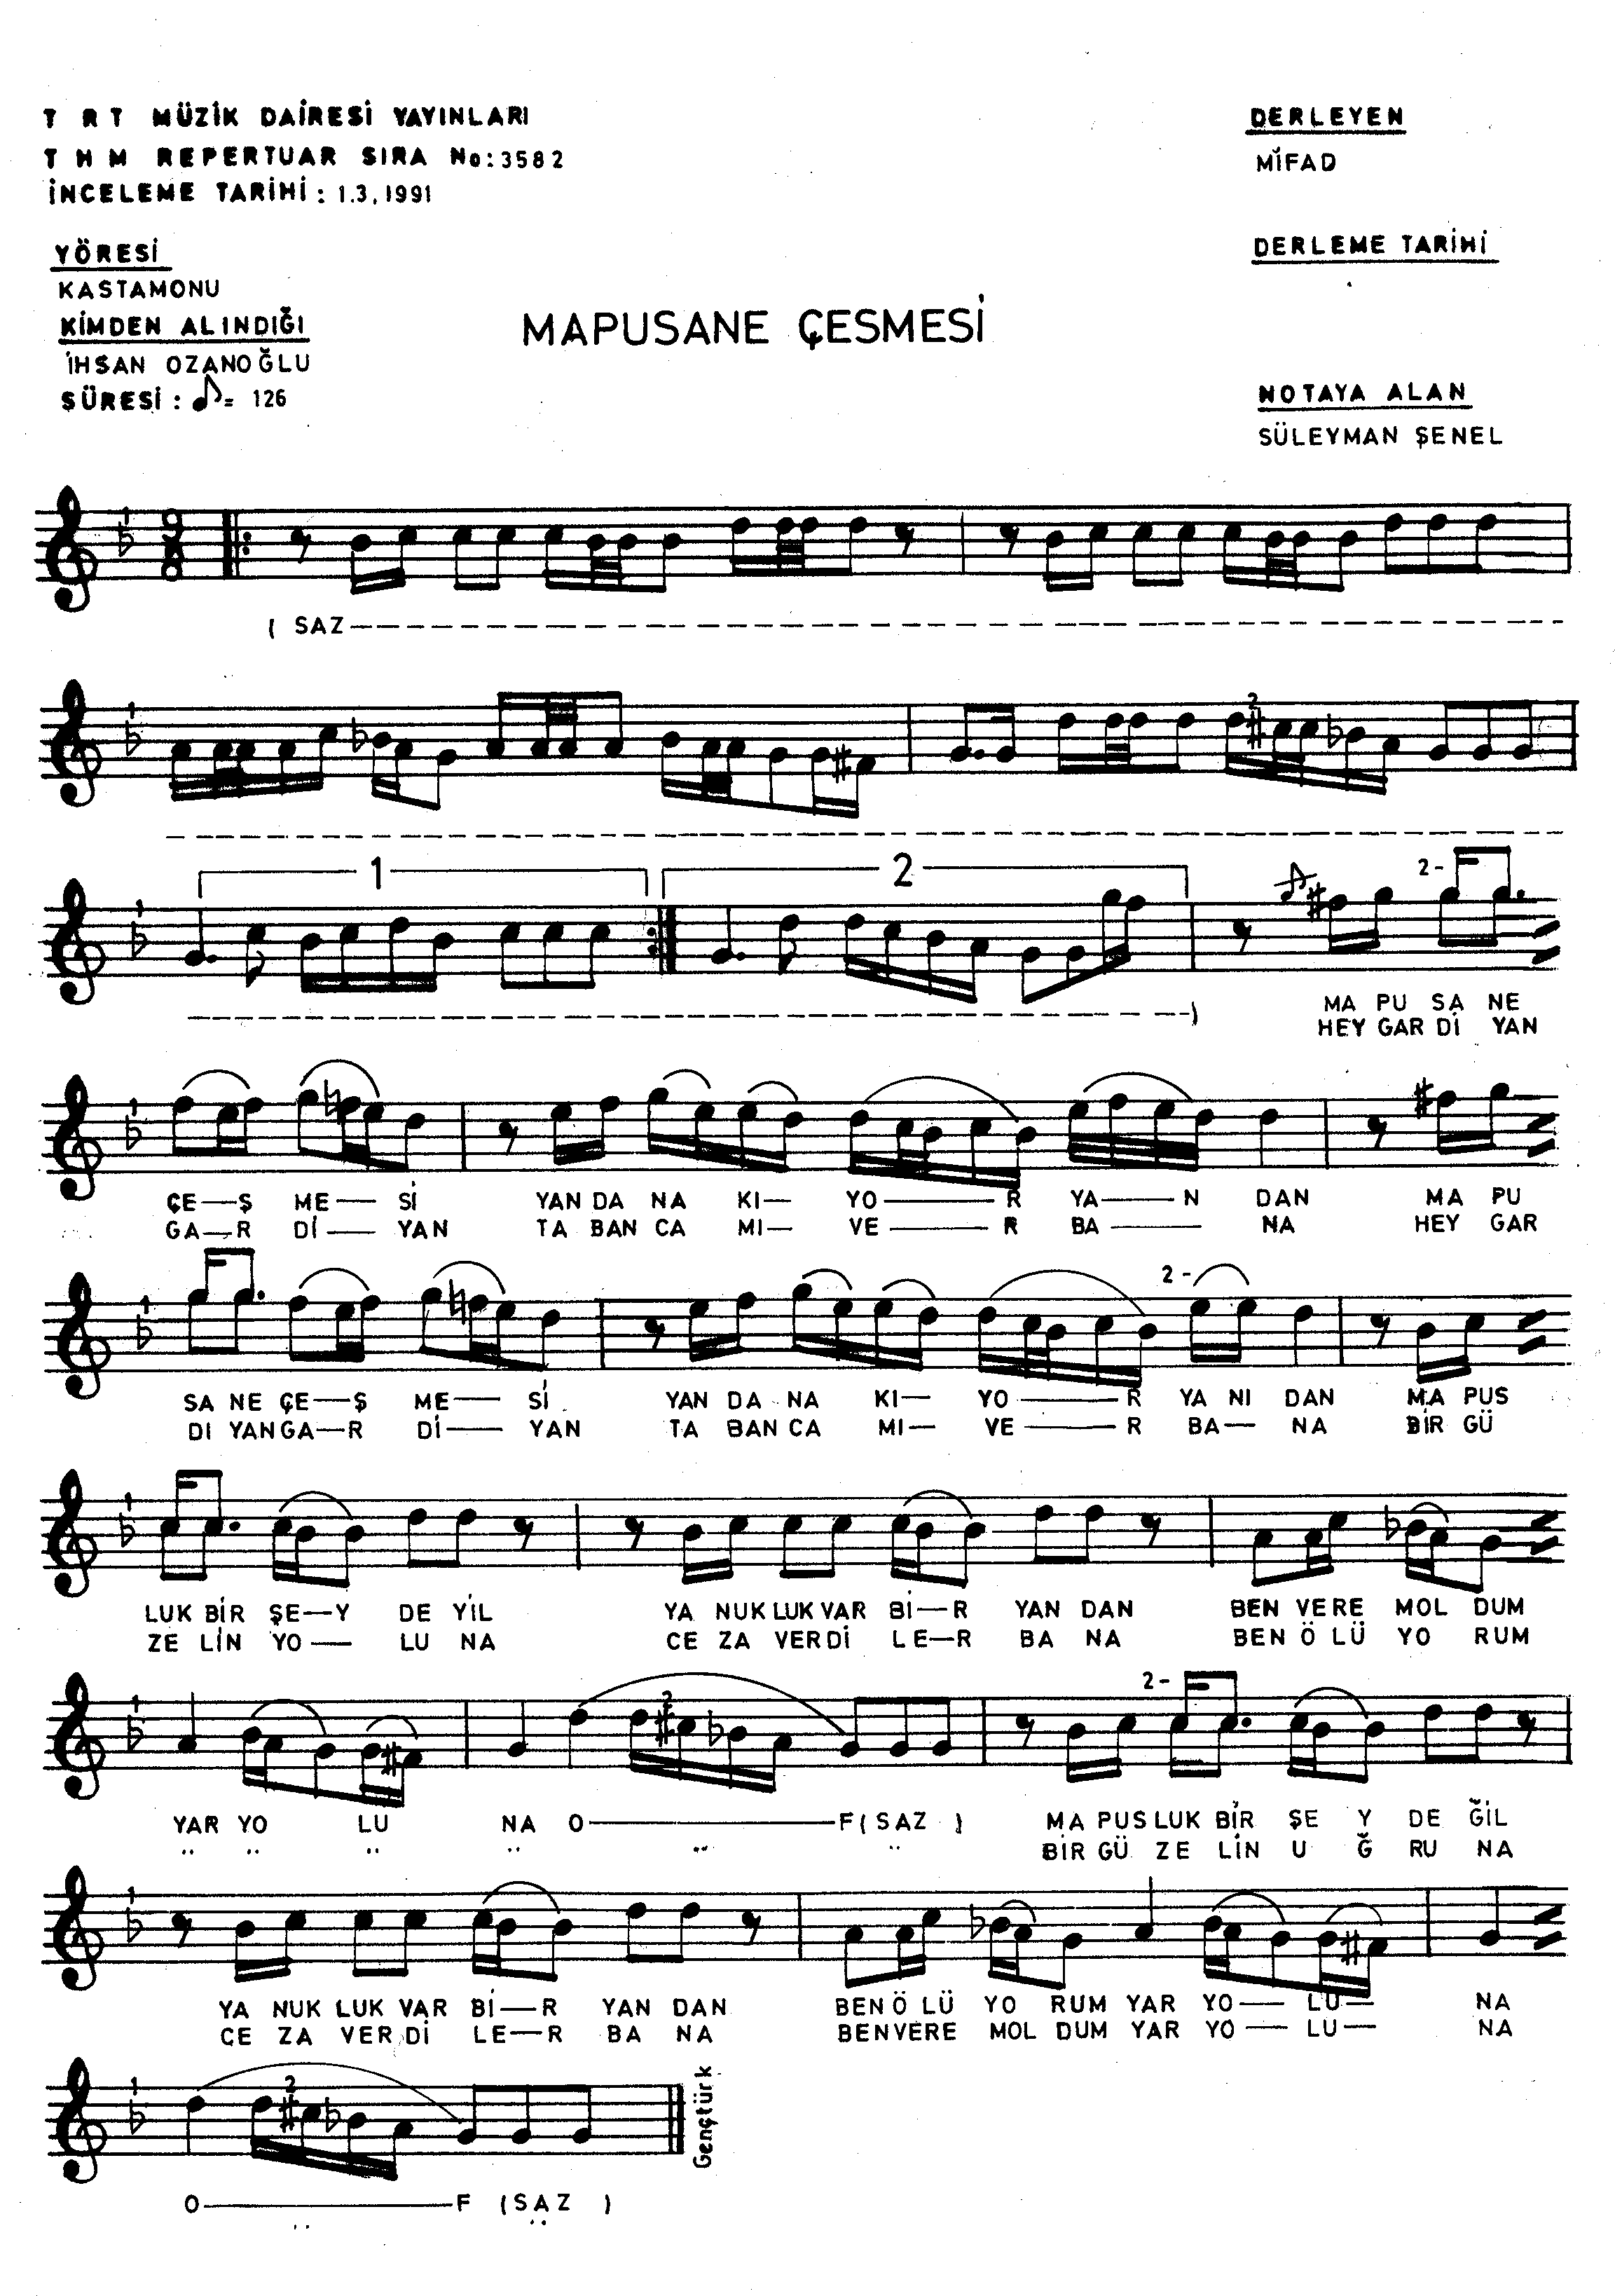 T R T MÜZİK DAİRESİ YAYINLARI
T H M REPERTUAR SIRA No:3582
İNCELEME TARİHİ : 1.3,1991
DERLEYEN
MİFAD
DERLEME TARİHİ
YÖRESİ
KASTAMONU
KİMDEN ALINDIĞI
İHSAN OZANOĞLU
SÜRESİ : ♪= 126
MAPUSANE ÇESMESİ
NOTAYA ALAN
SÜLEYMAN ŞENEL
( SAZ
1 2
)
MA PU SA NE
HEY GAR Dİ YAN
ÇE—Ş ME— Sİ YAN DA NA KI— YO—R YA—N DAN MA PU
GA—R Dİ— YAN TA BAN CA MI— VE—R BA— NA HEY GAR
SA NE ÇE—Ş ME— Sİ YAN DA NA KI— YO—R YA NI DAN MA PUS
DI YAN GA—R Dİ— YAN TA BAN CA MI— VE—R BA— NA BİR GÜ
LUK BİR ŞE—Y DE YİL YA NUK LUK VAR Bİ—R YAN DAN BEN VE RE MOL DUM
ZE LİN YO— LU NA CE ZA VER Dİ LE—R BA NA BEN Ö LÜ YO RUM
YAR YO LU NA O—F ( SAZ ) MA PUS LUK BİR ŞE Y DE ĞİL
.. .. .. .. .. .. BİR GÜ ZE LİN U Ğ RU NA
YA NUK LUK VAR Bİ—R YAN DAN BEN Ö LÜ YO RUM YAR YO— LU— NA
CE ZA VER Dİ LE—R BA NA BEN VE RE MOL DUM YAR YO— LU— NA
O—F ( SAZ )
.. ..
Gençtürk